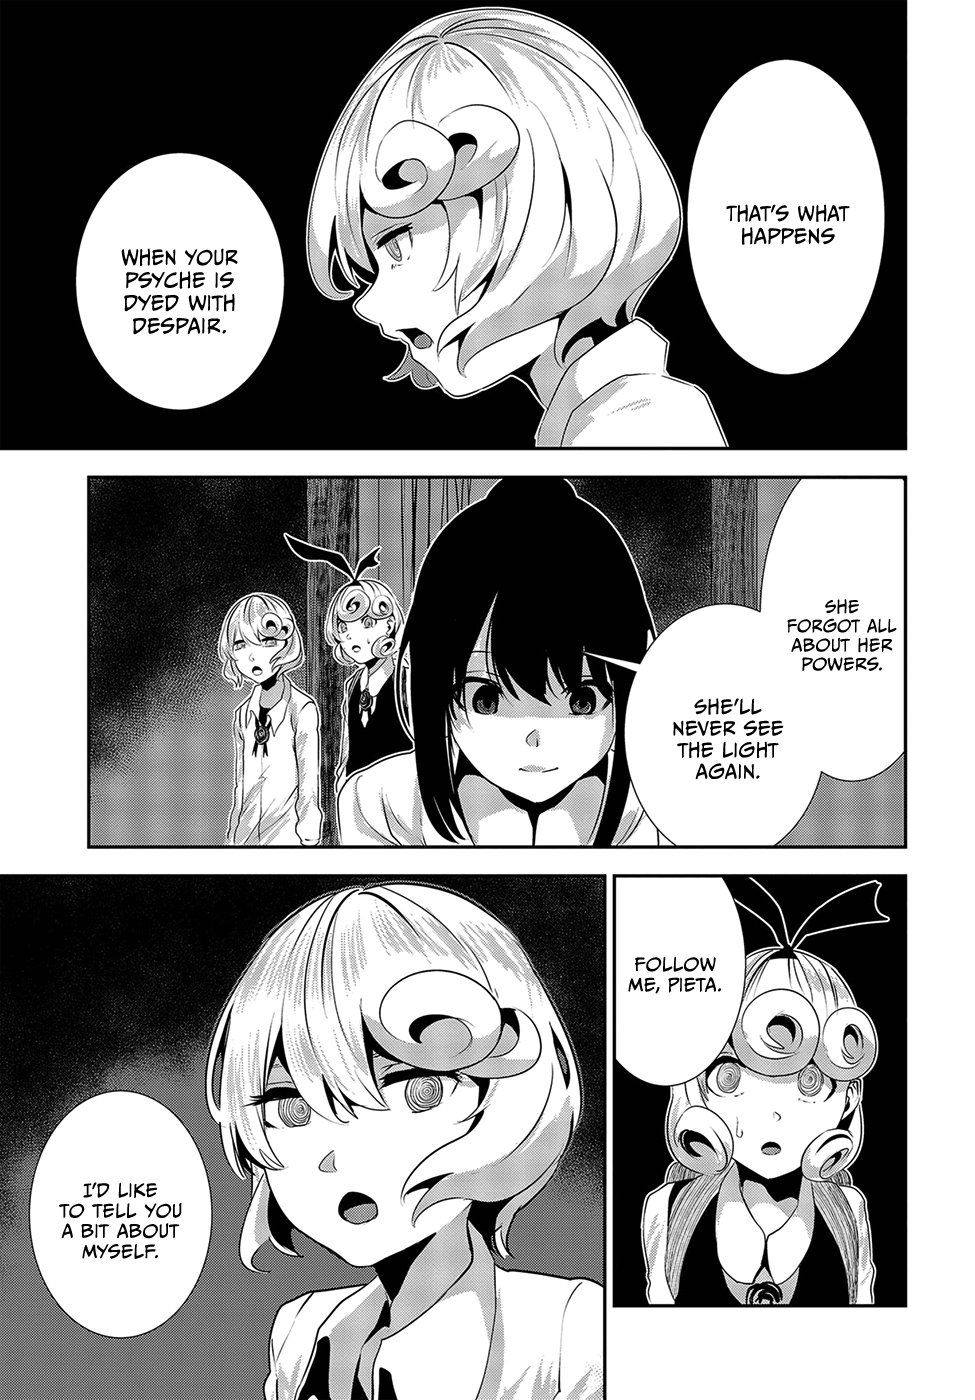 THAT'S WHAT
HAPPENS
WHEN YOUR
PSYCHE IS
DYED WITH
DESPAIR.
SHE
FORGOT ALL
ABOUT HER
POWERS.
SHE'LL
NEVER SEE
THE LIGHT
AGAIN.
FOLLOW
ME, PIETA.
I'D LIKE
TO TELL YOU
A BIT ABOUT
MYSELF.